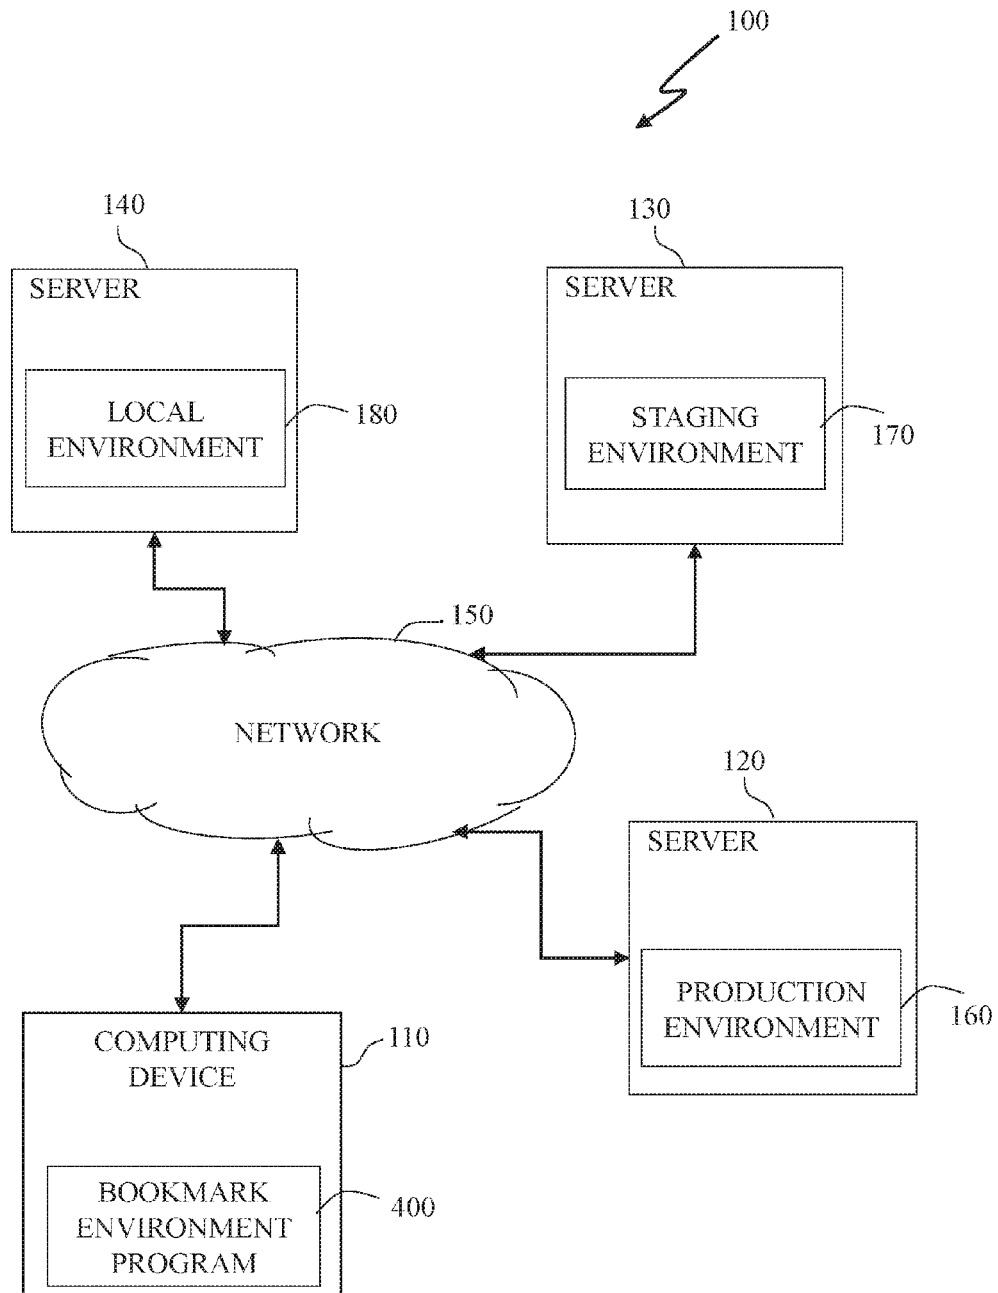 100
140
130
SERVER
SERVER
LOCAL
ENVIRONMENT
180
STAGING
ENVIRONMENT
170
150
NETWORK
120
SERVER
PRODUCTION
ENVIRONMENT
160
COMPUTING
DEVICE
110
BOOKMARK
ENVIRONMENT
PROGRAM
400